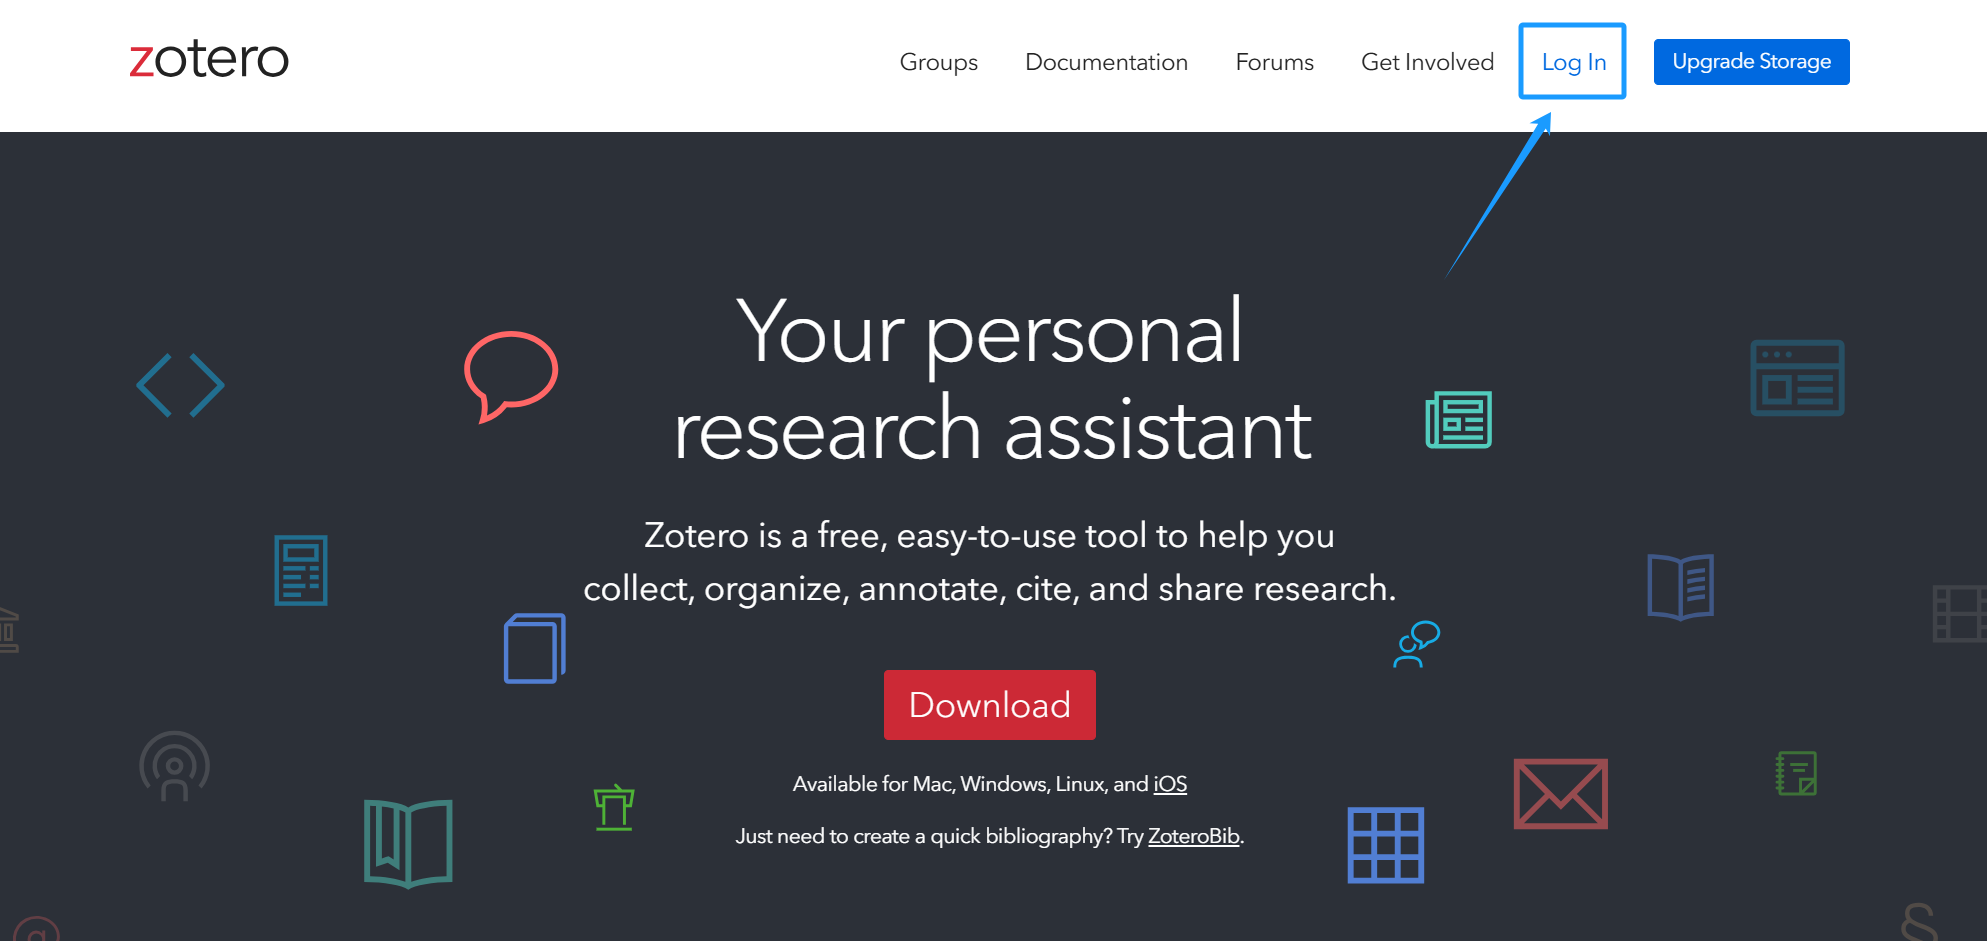 zotero
Groups Documentation Forums Get Involved Log In Upgrade Storage
Your personal
research assistant
Zotero is a free, easy-to-use tool to help you
collect, organize, annotate, cite, and share research.
Download
Available for Mac, Windows, Linux, and iOS
Just need to create a quick bibliography? Try ZoteroBib.